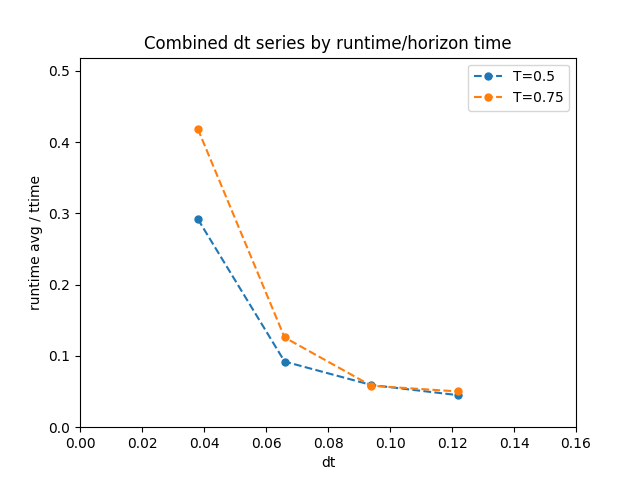 Combined dt series by runtime/horizon time
T=0.5
T=0.75
runtime avg / ttime
0.5
0.4
0.3
0.2
0.1
0.0
0.00 0.02 0.04 0.06 0.08 0.10 0.12 0.14 0.16
dt